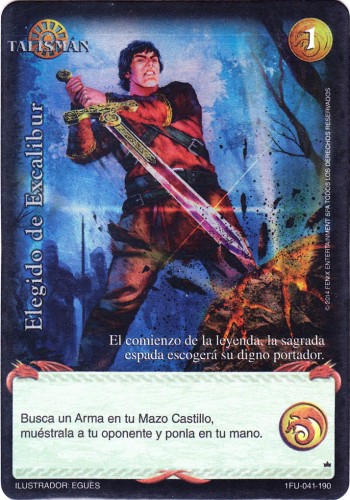 TALISMÁN
1
Elegido de Excalibur
© 2014 FENIX ENTERTAINMENT SPA TODOS LOS DERECHOS RESERVADOS
El comienzo de la leyenda, la sagrada
espada escogerá su digno portador.
Busca un Arma en tu Mazo Castillo,
muéstrala a tu oponente y ponla en tu mano.
ILUSTRADOR: EGUES
1FU-041-190